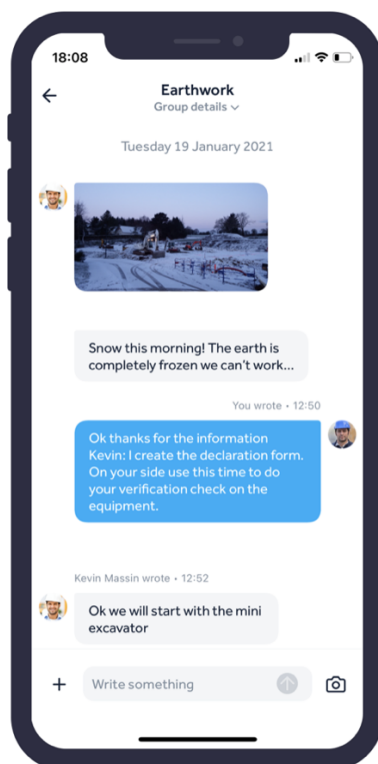 18:08
Earthwork
Group details
Tuesday 19 January 2021
Snow this morning! The earth is
completely frozen we can't work...
You wrote • 12:50
Ok thanks for the information
Kevin: I create the declaration form.
On your side use this time to do
your verification check on the
equipment.
Kevin Massin wrote • 12:52
Ok we will start with the mini
excavator
Write something